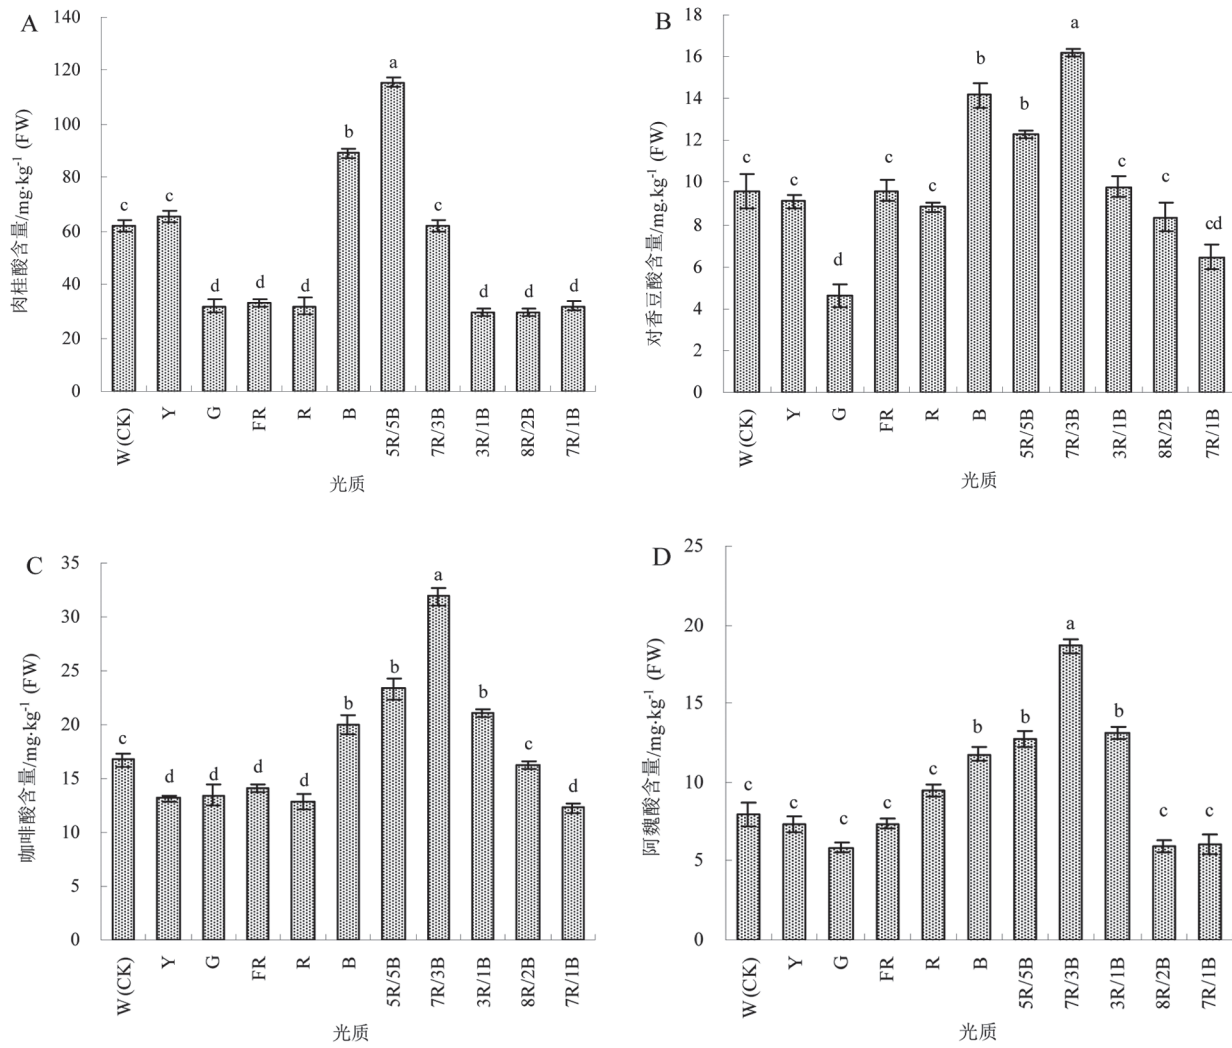 A
肉桂酸含量/mg·kg⁻¹ (FW)
140
120
100
80
60
40
20
0
c
c
d
d
d
b
a
c
d
d
d
W (CK)
Y
G
FR
R
B
5R/5B
7R/3B
3R/1B
8R/2B
7R/1B
光质
B
对香豆酸含量/mg.kg⁻¹ (FW)
18
16
14
12
10
8
6
4
2
0
c
c
d
c
c
b
b
a
c
c
cd
W (CK)
Y
G
FR
R
B
5R/5B
7R/3B
3R/1B
8R/2B
7R/1B
光质
C
咖啡酸含量/mg·kg⁻¹ (FW)
35
30
25
20
15
10
5
0
c
d
d
d
d
b
b
a
b
c
d
W (CK)
Y
G
FR
R
B
5R/5B
7R/3B
3R/1B
8R/2B
7R/1B
光质
D
阿魏酸含量/mg·kg⁻¹ (FW)
25
20
15
10
5
0
c
c
c
c
c
b
b
a
b
c
c
W (CK)
Y
G
FR
R
B
5R/5B
7R/3B
3R/1B
8R/2B
7R/1B
光质